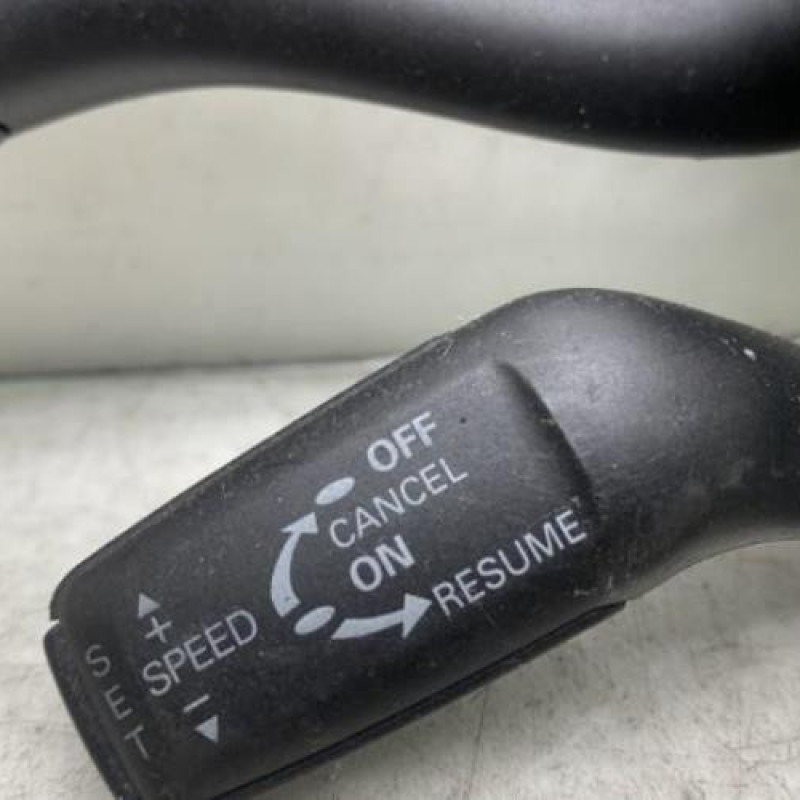 OFF
CANCEL
ON
RESUME
+
SPEED
−
SET